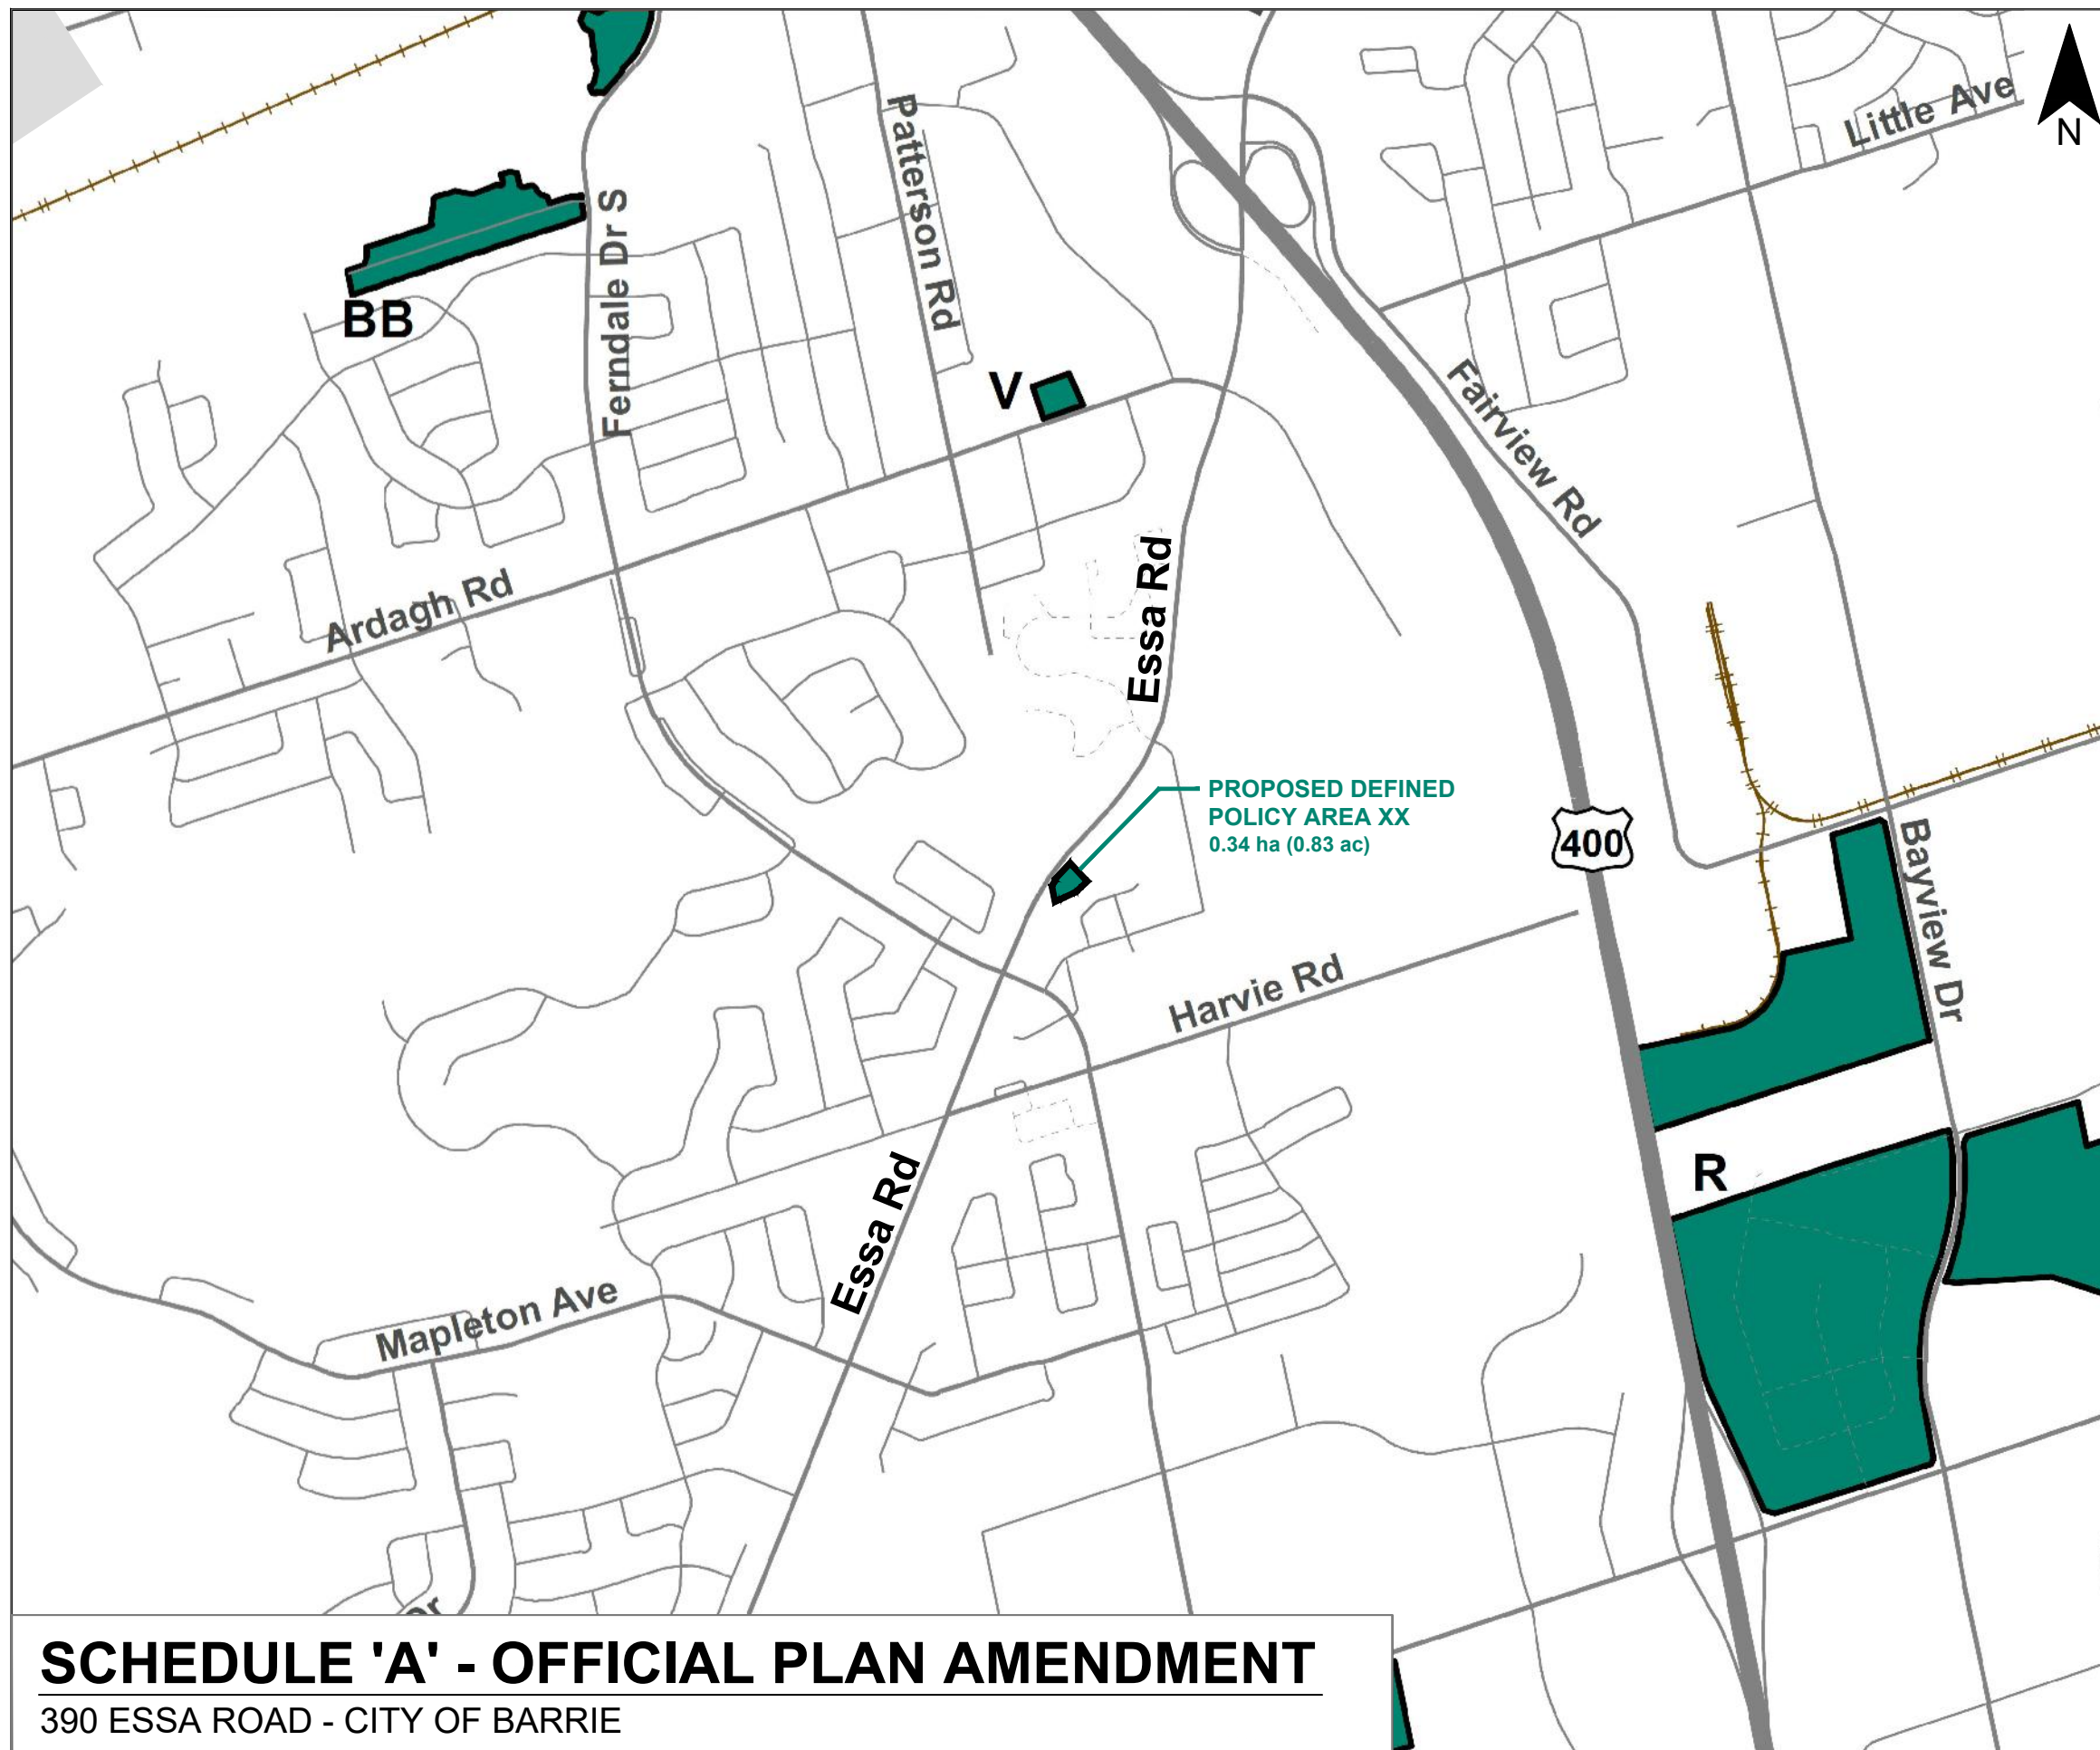 Little Ave
N
Patterson Rd
Ferndale Dr S
BB
V
Fairview Rd
Essa Rd
Ardagh Rd
PROPOSED DEFINED
POLICY AREA XX
0.34 ha (0.83 ac)
400
Bayview Dr
Harvie Rd
R
Essa Rd
Mapleton Ave
SCHEDULE 'A' - OFFICIAL PLAN AMENDMENT
390 ESSA ROAD - CITY OF BARRIE